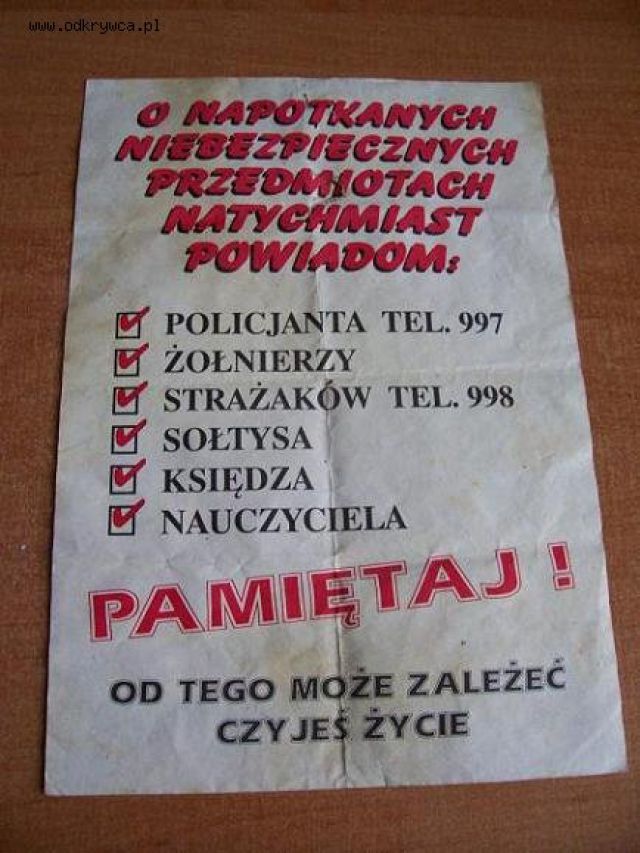 www.odkrywca.pl
O NAPOTKANYCH
NIEBEZPIECZNYCH
PRZEDMIOTACH
NATYCHMIAST
POWIADOM:
POLICJANTA TEL. 997
ŻOŁNIERZY
STRAŻAKÓW TEL. 998
SOŁTYSA
KSIĘDZA
NAUCZYCIELA
PAMIĘTAJ !
OD TEGO MOŻE ZALEŻEĆ
CZYJEŚ ŻYCIE